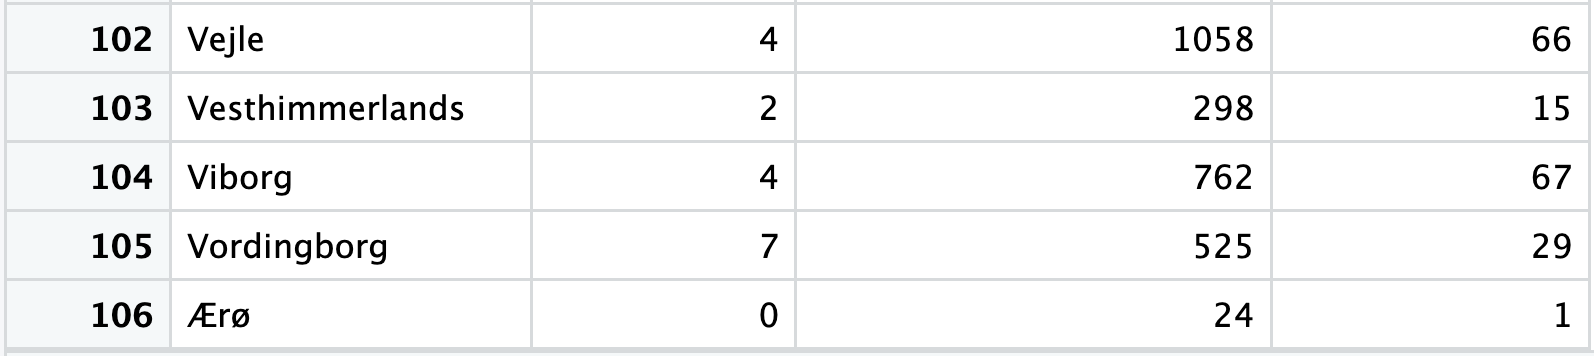 102 Vejle 4 1058 66
103 Vesthimmerlands 2 298 15
104 Viborg 4 762 67
105 Vordingborg 7 525 29
106 Ærø 0 24 1